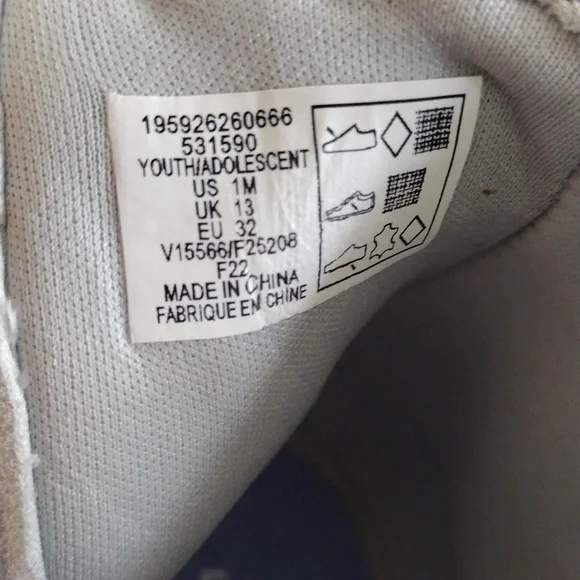 195926260666
531590
YOUTH/ADOLESCENT
US 1M
UK 13
EU 32
V15566/F25208
F22
MADE IN CHINA
FABRIQUE EN CHINE